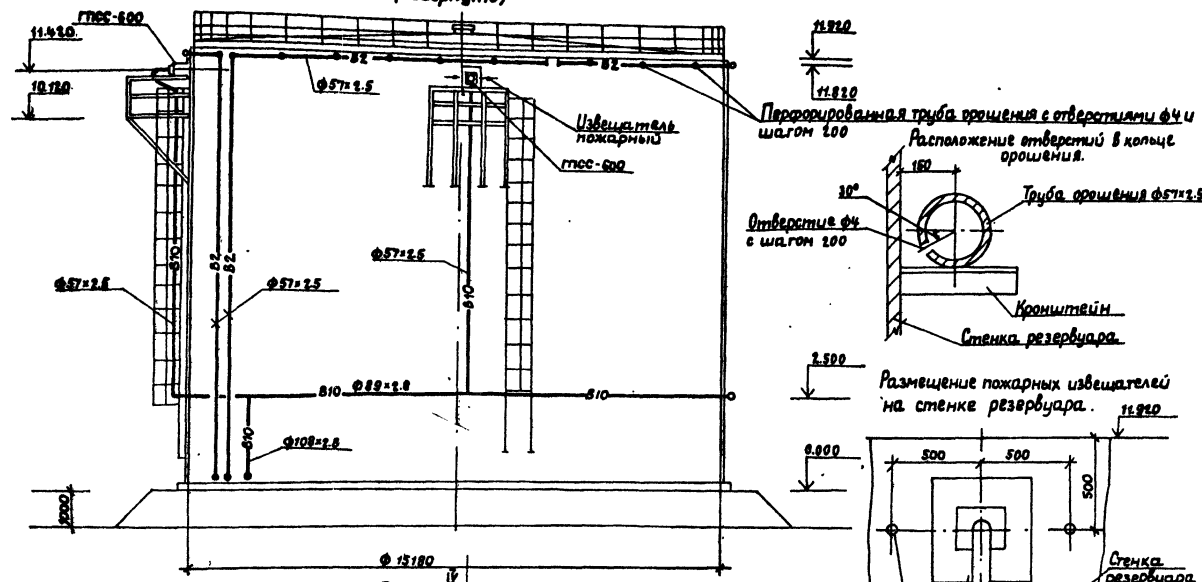 гпсс-600
11.420
10.120
11.920
11.820
В2
В2
ф57×2.5
Извещатель
пожарный
гпсс-600
Перфорированная труба орошения с отверстиями ф4 и
шагом 200
Расположение отверстий в кольце
орошения.
150
30°
Труба орошения ф57×2.5
Отверстие ф4
с шагом 200
Кронштейн
Стенка резервуара
В10
В2
В2
ф57×2.5
ф57×2.5
ф57×2.5
В10
В10
ф89×2.8
В10
В10
ф108×2.8
2.500
0.000
Размещение пожарных извещателей
на стенке резервуара.
11.920
500
500
500
Стенка
резервуара
1000
ф 15180